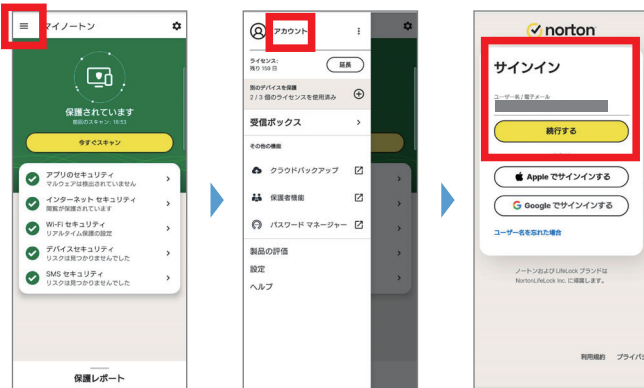 マイノートン
保護されています
前回のスキャン: 16:53
今すぐスキャン
アプリのセキュリティ
マルウェアは検出されていません
インターネット セキュリティ
閲覧が保護されています
Wi-Fi セキュリティ
リアルタイム保護の設定
デバイスセキュリティ
リスクは見つかりませんでした
SMS セキュリティ
リスクは見つかりませんでした
保護レポート
アカウント
ライセンス:
残り 159 日
延長
別のデバイスを保護
2 / 3 個のライセンスを使用済み
受信ボックス
その他の機能
クラウドバックアップ
保護者機能
パスワード マネージャー
製品の評価
設定
ヘルプ
norton
サインイン
ユーザー名 / 電子メール
続行する
Apple でサインインする
Google でサインインする
ユーザー名を忘れた場合
ノートンおよび LifeLock ブランドは
NortonLifeLock Inc. に帰属します。
利用規約 プライバシ